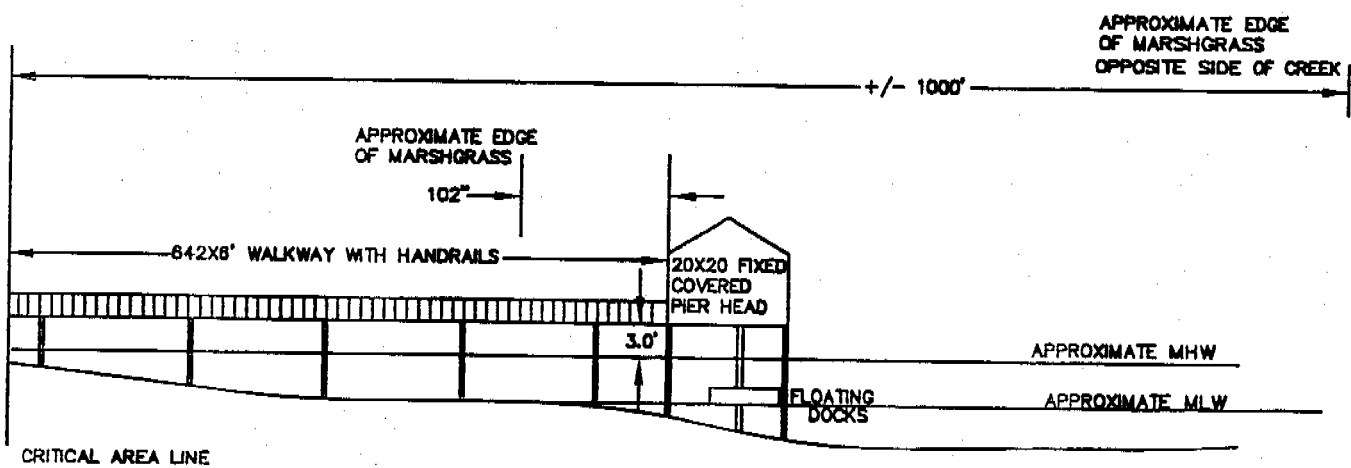 APPROXIMATE EDGE
OF MARSHGRASS
OPPOSITE SIDE OF CREEK
+/- 1000'
APPROXIMATE EDGE
OF MARSHGRASS
102"
642X6' WALKWAY WITH HANDRAILS
20X20 FIXED
COVERED
PIER HEAD
3.0'
APPROXIMATE MHW
FLOATING
DOCKS
APPROXIMATE MLW
CRITICAL AREA LINE